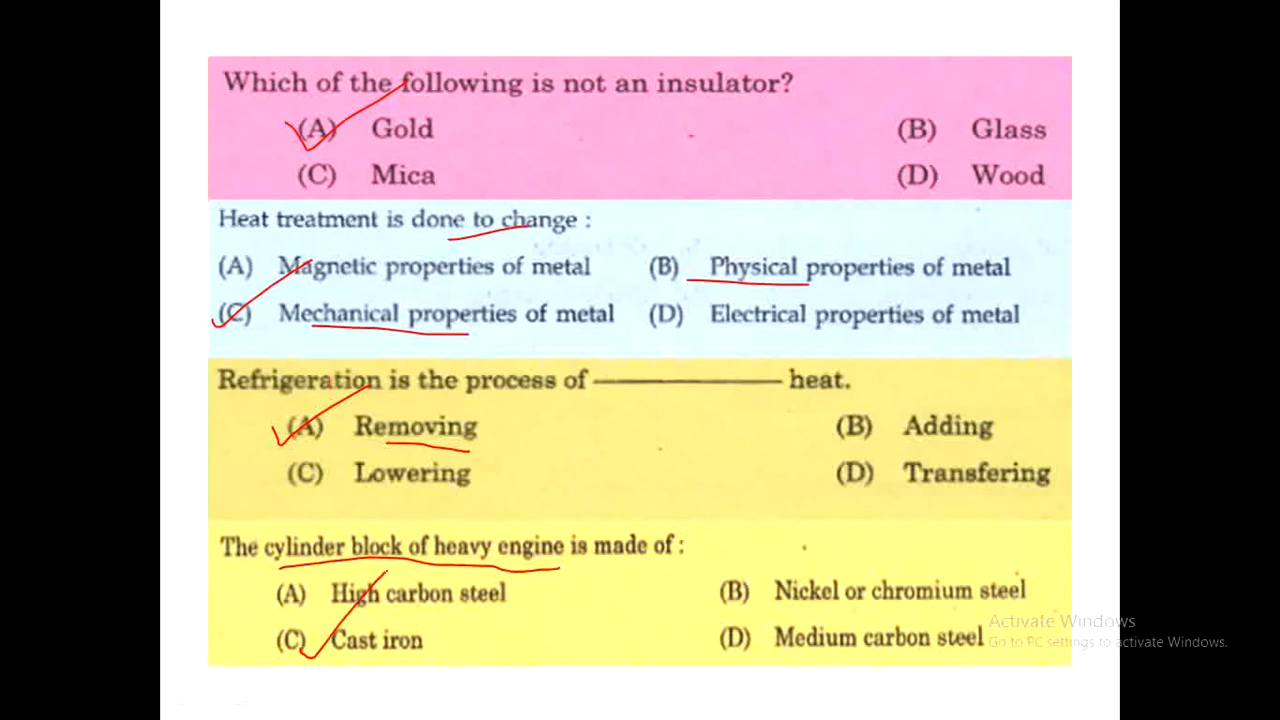 Which of the following is not an insulator?
(A) Gold (B) Glass
(C) Mica (D) Wood
Heat treatment is done to change :
(A) Magnetic properties of metal (B) Physical properties of metal
(C) Mechanical properties of metal (D) Electrical properties of metal
Refrigeration is the process of ————— heat.
(A) Removing (B) Adding
(C) Lowering (D) Transfering
The cylinder block of heavy engine is made of :
(A) High carbon steel (B) Nickel or chromium steel
(C) Cast iron (D) Medium carbon steel
Activate Windows
Go to PC settings to activate Windows.